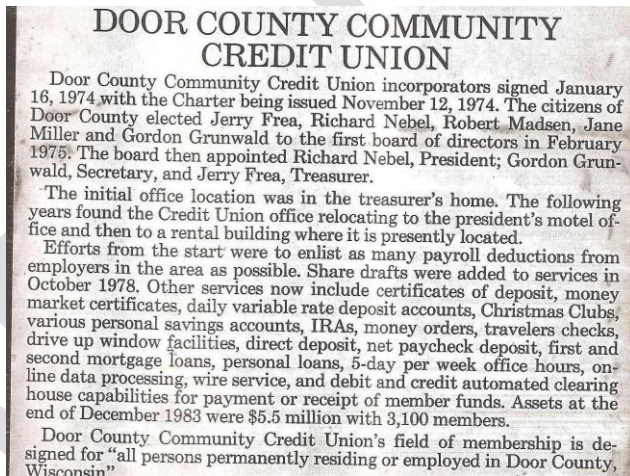 DOOR COUNTY COMMUNITY
CREDIT UNION
Door County Community Credit Union incorporators signed January
16, 1974 with the Charter being issued November 12, 1974. The citizens of
Door County elected Jerry Frea, Richard Nebel, Robert Madsen, Jane
Miller and Gordon Grunwald to the first board of directors in February
1975. The board then appointed Richard Nebel, President; Gordon Grun-
wald, Secretary, and Jerry Frea, Treasurer.
The initial office location was in the treasurer's home. The following
years found the Credit Union office relocating to the president's motel of-
fice and then to a rental building where it is presently located.
Efforts from the start were to enlist as many payroll deductions from
employers in the area as possible. Share drafts were added to services in
October 1978. Other services now include certificates of deposit, money
market certificates, daily variable rate deposit accounts, Christmas Clubs,
various personal savings accounts, IRAs, money orders, travelers checks,
drive up window facilities, direct deposit, net paycheck deposit, first and
second mortgage loans, personal loans, 5-day per week office hours, on-
line data processing, wire service, and debit and credit automated clearing
house capabilities for payment or receipt of member funds. Assets at the
end of December 1983 were $5.5 million with 3,100 members.
Door County Community Credit Union's field of membership is de-
signed for "all persons permanently residing or employed in Door County,
Wisconsin"